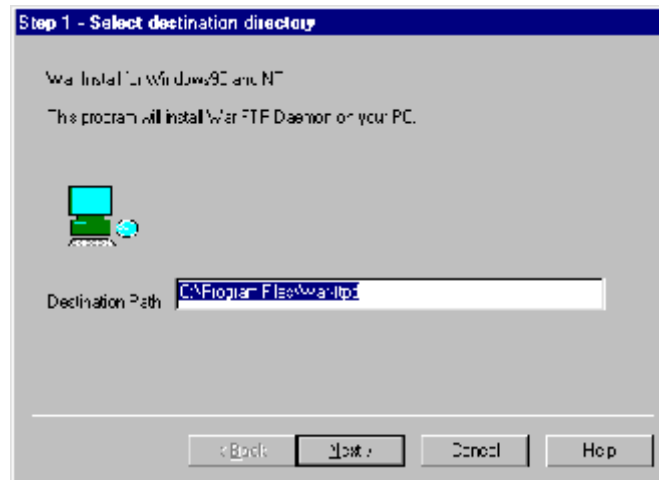 Step 1 - Select destination directory
War Install for Windows95 and NT
This program will install War FTP Daemon on your PC.
Destination Path
C:\Program Files\war-ftpd
< Back
Next >
Cancel
Help